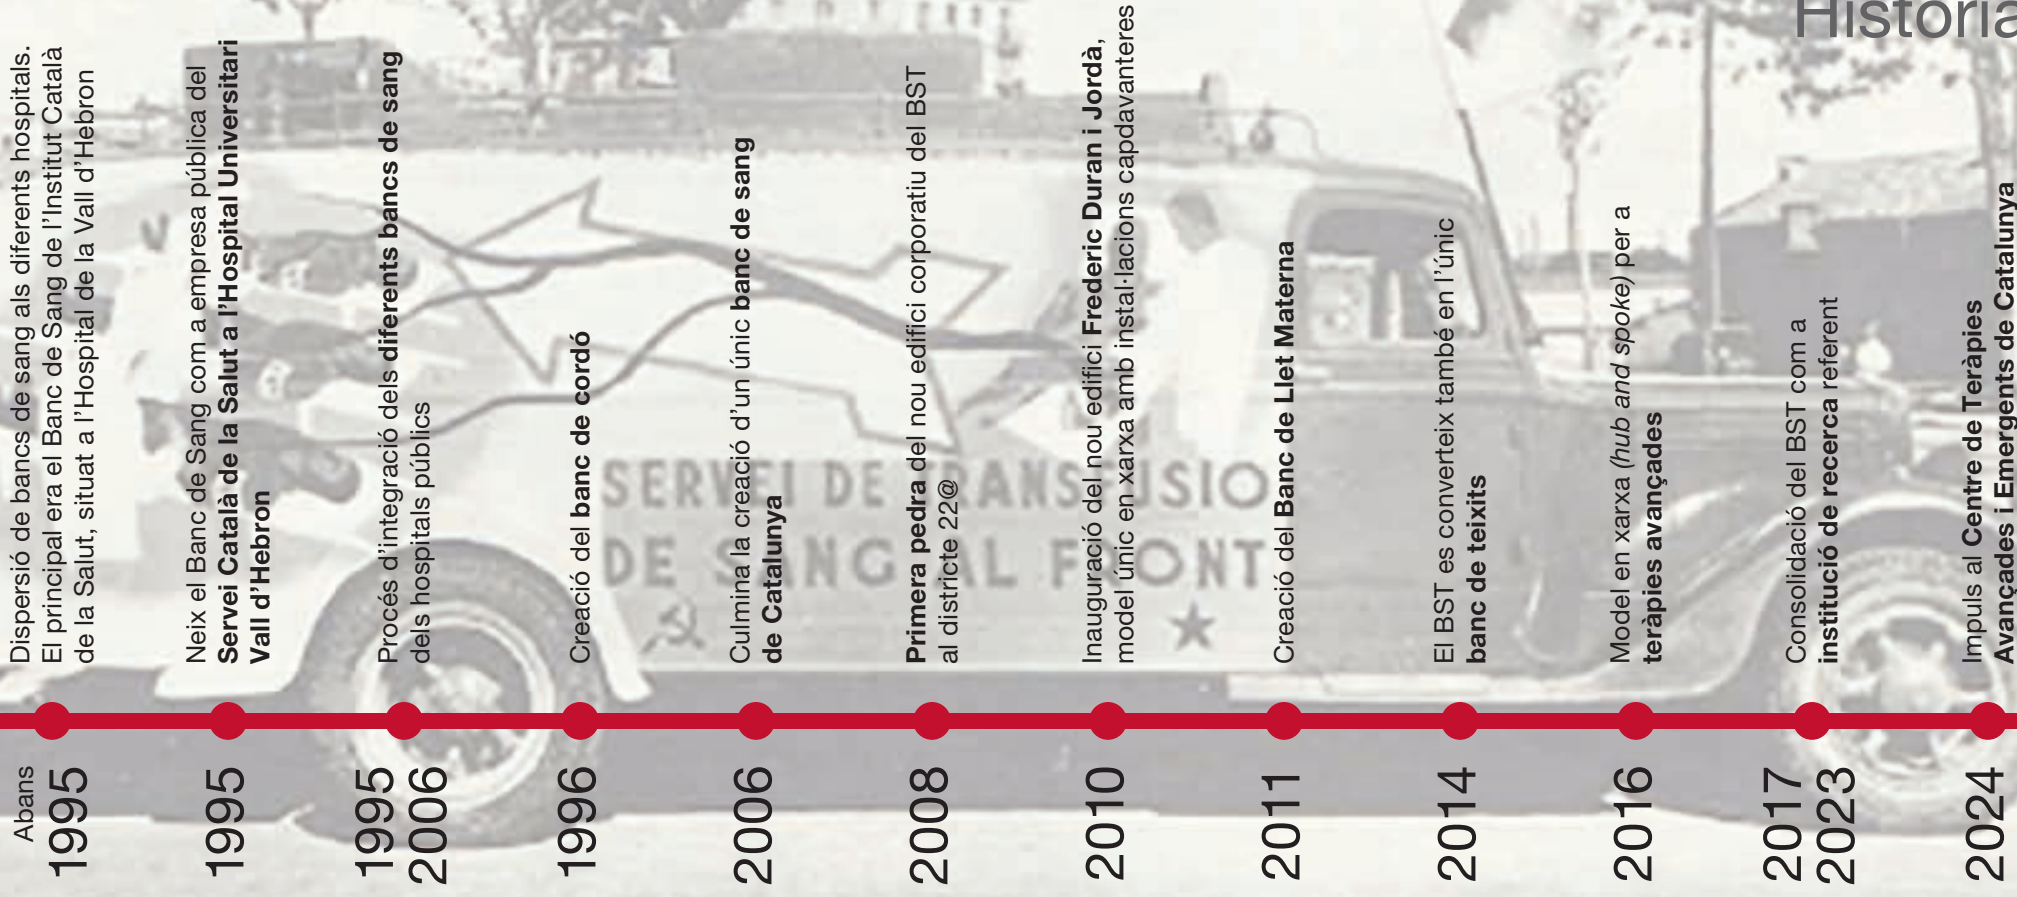 Història
Abans
1995
Dispersió de bancs de sang als diferents hospitals.
El principal era el Banc de Sang de l'Institut Català
de la Salut, situat a l'Hospital de la Vall d'Hebron
1995
Neix el Banc de Sang com a empresa pública del
Servei Català de la Salut a l'Hospital Universitari
Vall d'Hebron
1995
2006
Procés d'integració dels diferents bancs de sang
dels hospitals públics
1996
Creació del banc de cordó
2006
Culmina la creació d'un únic banc de sang
de Catalunya
2008
Primera pedra del nou edifici corporatiu del BST
al districte 22@
2010
Inauguració del nou edifici Frederic Duran i Jordà,
model únic en xarxa amb instal·lacions capdavanteres
2011
Creació del Banc de Llet Materna
2014
El BST es converteix també en l'únic
banc de teixits
2016
Model en xarxa (hub and spoke) per a
teràpies avançades
2017
2023
Consolidació del BST com a
institució de recerca referent
2024
Impuls al Centre de Teràpies
Avançades i Emergents de Catalunya
SERVEI DE TRANSFUSIO
DE SANG AL FRONT